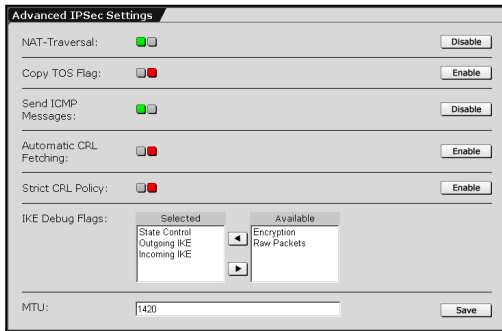 Advanced IPSec Settings
NAT-Traversal: Disable
Copy TOS Flag: Enable
Send ICMP
Messages: Disable
Automatic CRL
Fetching: Enable
Strict CRL Policy: Enable
IKE Debug Flags: Selected Available
State Control Encryption
Outgoing IKE Raw Packets
Incoming IKE
MTU: 1420 Save